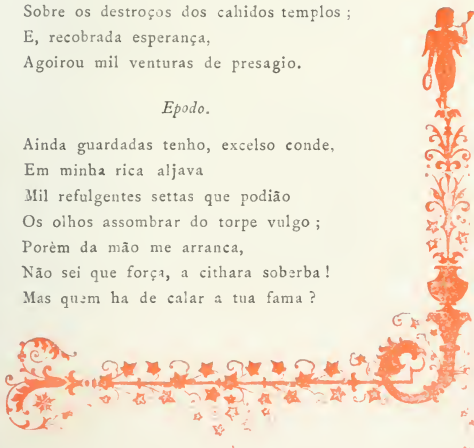 Sobre os destroços dos cahidos templos ;
E, recobrada esperança,
Agoirou mil venturas de presagio.
Epodo.
Ainda guardadas tenho, excelso conde,
Em minha rica aljava
Mil refulgentes settas que podião
Os olhos assombrar do torpe vulgo ;
Porèm da mão me arranca,
Não sei que força, a cithara soberba !
Mas quem ha de calar a tua fama ?